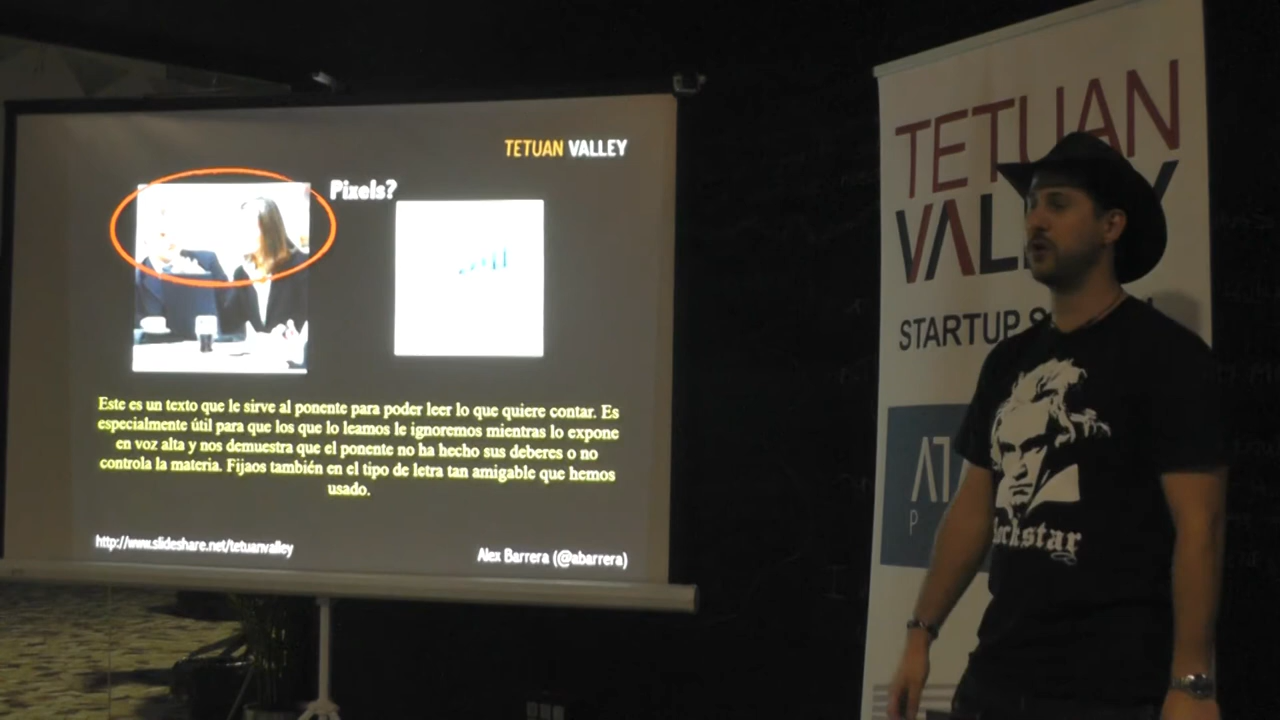 TETUAN VALLEY
Pixels?
Este es un texto que le sirve al ponente para poder leer lo que quiere contar. Es
especialmente útil para que los que lo leamos le ignoremos mientras lo expone
en voz alta y nos demuestra que el ponente no ha hecho sus deberes o no
controla la materia. Fijaos también en el tipo de letra tan amigable que hemos
usado.
http://www.slideshare.net/tetuanvalley
Alex Barrera (@abarrera)
TETUAN
VALLEY
STARTUP
Rockstar